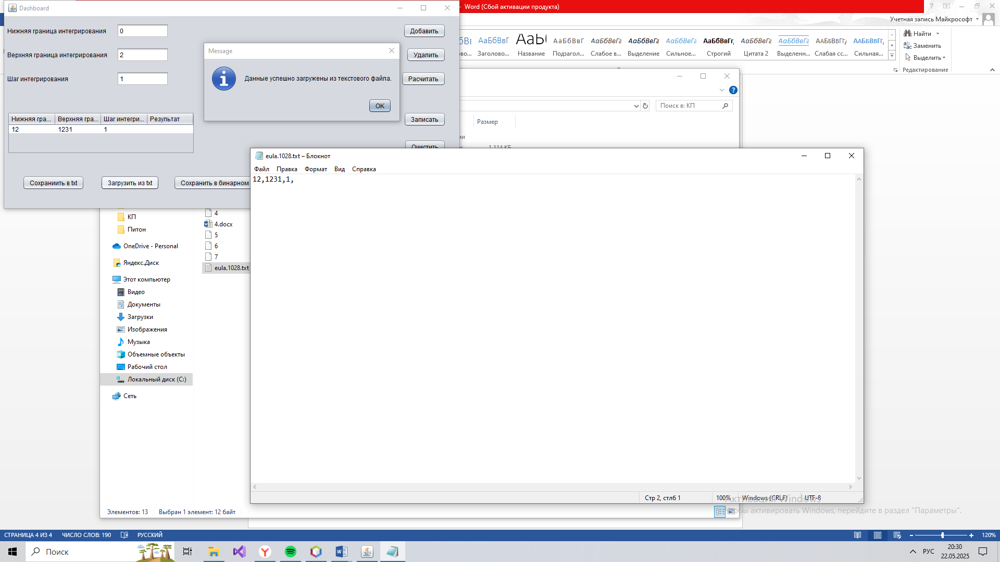 Dashboard
Word (Сбой активации продукта)
Учетная запись Майкрософт
Нижняя граница интегрирования
0
Добавить
Верхняя граница интегрирования
2
Удалить
Шаг интегрирования
1
Расчитать
Message
Данные успешно загружены из текстового файла.
OK
Нижняя гра... Верхняя гра... Шаг интегри... Результат
12 1231 1
Записать
Очистить
Сохраниить в txt
Загрузить из txt
Сохранить в бинарном
АаБбВвГ АаБбВвГ АаБбВвГг АаБбВвГг АаБбВвГг АаБбВвГг, АаБбВвГг АаБбВвГг АаБбВвГг, АаБбВвГг,
Заголово... Название Подзагол... Слабое в... Выделение Сильное... Строгий Цитата 2 Выделенн... Слабая сс... Сильная...
Найти
Заменить
Выделить
Редактирование
Поиск в: КП
Размер
1 114 КБ
eula.1028.txt – Блокнот
Файл Правка Формат Вид Справка
12,1231,1,
Стр 2, стлб 1
100%
Windows (CRLF)
UTF-8
КП
Питон
OneDrive - Personal
Яндекс.Диск
Этот компьютер
Видео
Документы
Загрузки
Изображения
Музыка
Объемные объекты
Рабочий стол
Локальный диск (C:)
Сеть
4
4.docx
5
6
7
eula.1028.txt
Элементов: 13
Выбран 1 элемент: 12 байт
Активация Windows
активировать Windows, перейдите в раздел "Параметры".
СТРАНИЦА 4 ИЗ 4 ЧИСЛО СЛОВ: 190 РУССКИЙ
120%
Поиск
РУС
20:30
22.05.2025